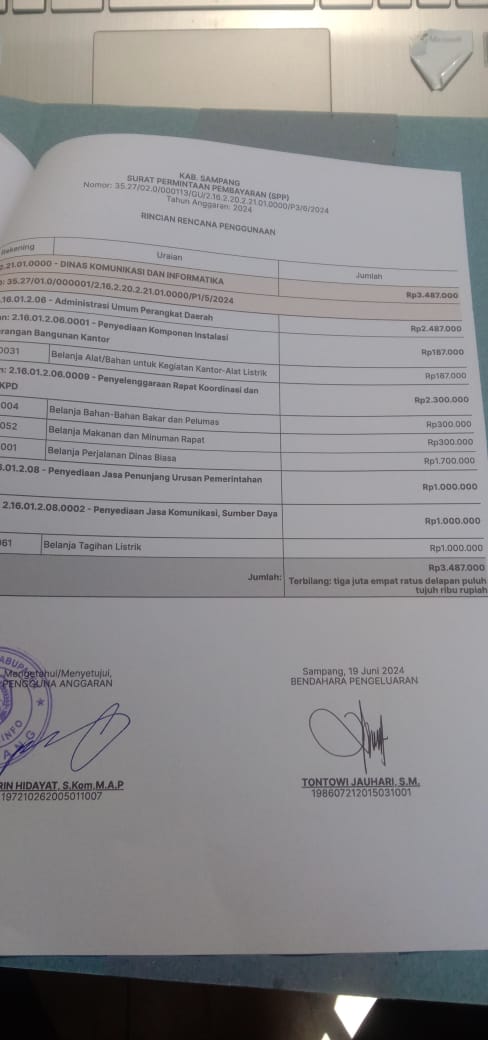 KAB. SAMPANG
SURAT PERMINTAAN PEMBAYARAN (SPP)
Nomor: 35.27/02.0/000113/GU/2.16.2.20.2.21.01.0000/P3/6/2024
Tahun Anggaran: 2024
RINCIAN RENCANA PENGGUNAAN
Rekening Uraian Jumlah
2.21.01.0000 - DINAS KOMUNIKASI DAN INFORMATIKA Rp3.487.000
: 35.27/01.0/000001/2.16.2.20.2.21.01.0000/P1/5/2024
.16.01.2.06 - Administrasi Umum Perangkat Daerah Rp2.487.000
an: 2.16.01.2.06.0001 - Penyediaan Komponen Instalasi
erangan Bangunan Kantor Rp187.000
0031 Belanja Alat/Bahan untuk Kegiatan Kantor-Alat Listrik Rp187.000
n: 2.16.01.2.06.0009 - Penyelenggaraan Rapat Koordinasi dan
KPD Rp2.300.000
004 Belanja Bahan-Bahan Bakar dan Pelumas Rp300.000
052 Belanja Makanan dan Minuman Rapat Rp300.000
001 Belanja Perjalanan Dinas Biasa Rp1.700.000
.01.2.08 - Penyediaan Jasa Penunjang Urusan Pemerintahan Rp1.000.000
2.16.01.2.08.0002 - Penyediaan Jasa Komunikasi, Sumber Daya Rp1.000.000
061 Belanja Tagihan Listrik Rp1.000.000
Jumlah: Rp3.487.000
Terbilang: tiga juta empat ratus delapan puluh
tujuh ribu rupiah
Mengetahui/Menyetujui,
PENGGUNA ANGGARAN
RIN HIDAYAT, S.Kom,M.A.P
197210262005011007
Sampang, 19 Juni 2024
BENDAHARA PENGELUARAN
TONTOWI JAUHARI, S.M.
198607212015031001